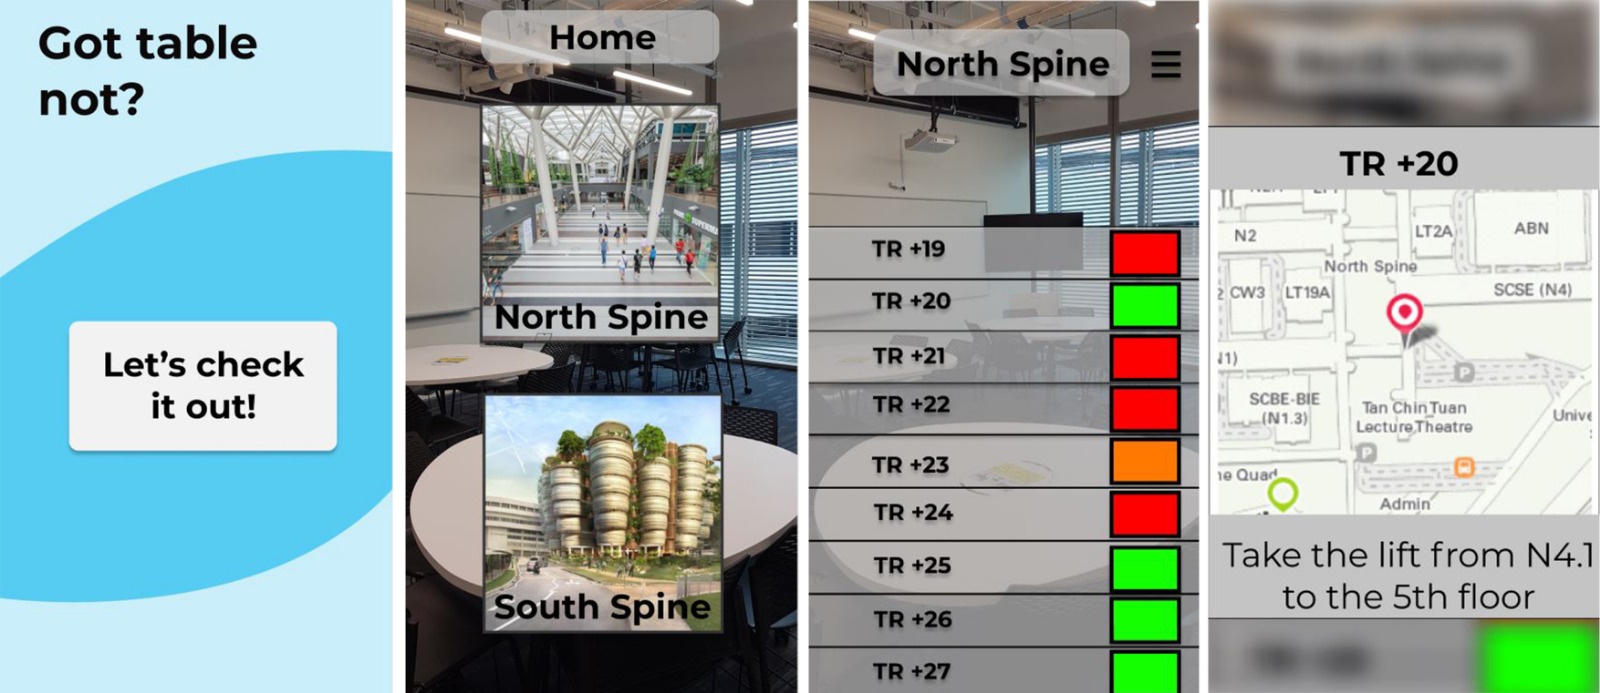 Got table
not?
Let's check
it out!
Home
North Spine
South Spine
North Spine
TR +19
TR +20
TR +21
TR +22
TR +23
TR +24
TR +25
TR +26
TR +27
TR +20
N2
LT2A
ABN
North Spine
CW3
LT19A
SCSE (N4)
SCBE-BIE
(N1.3)
P
Tan Chin Tuan
Lecture Theatre
P
Admin
Take the lift from N4.1
to the 5th floor